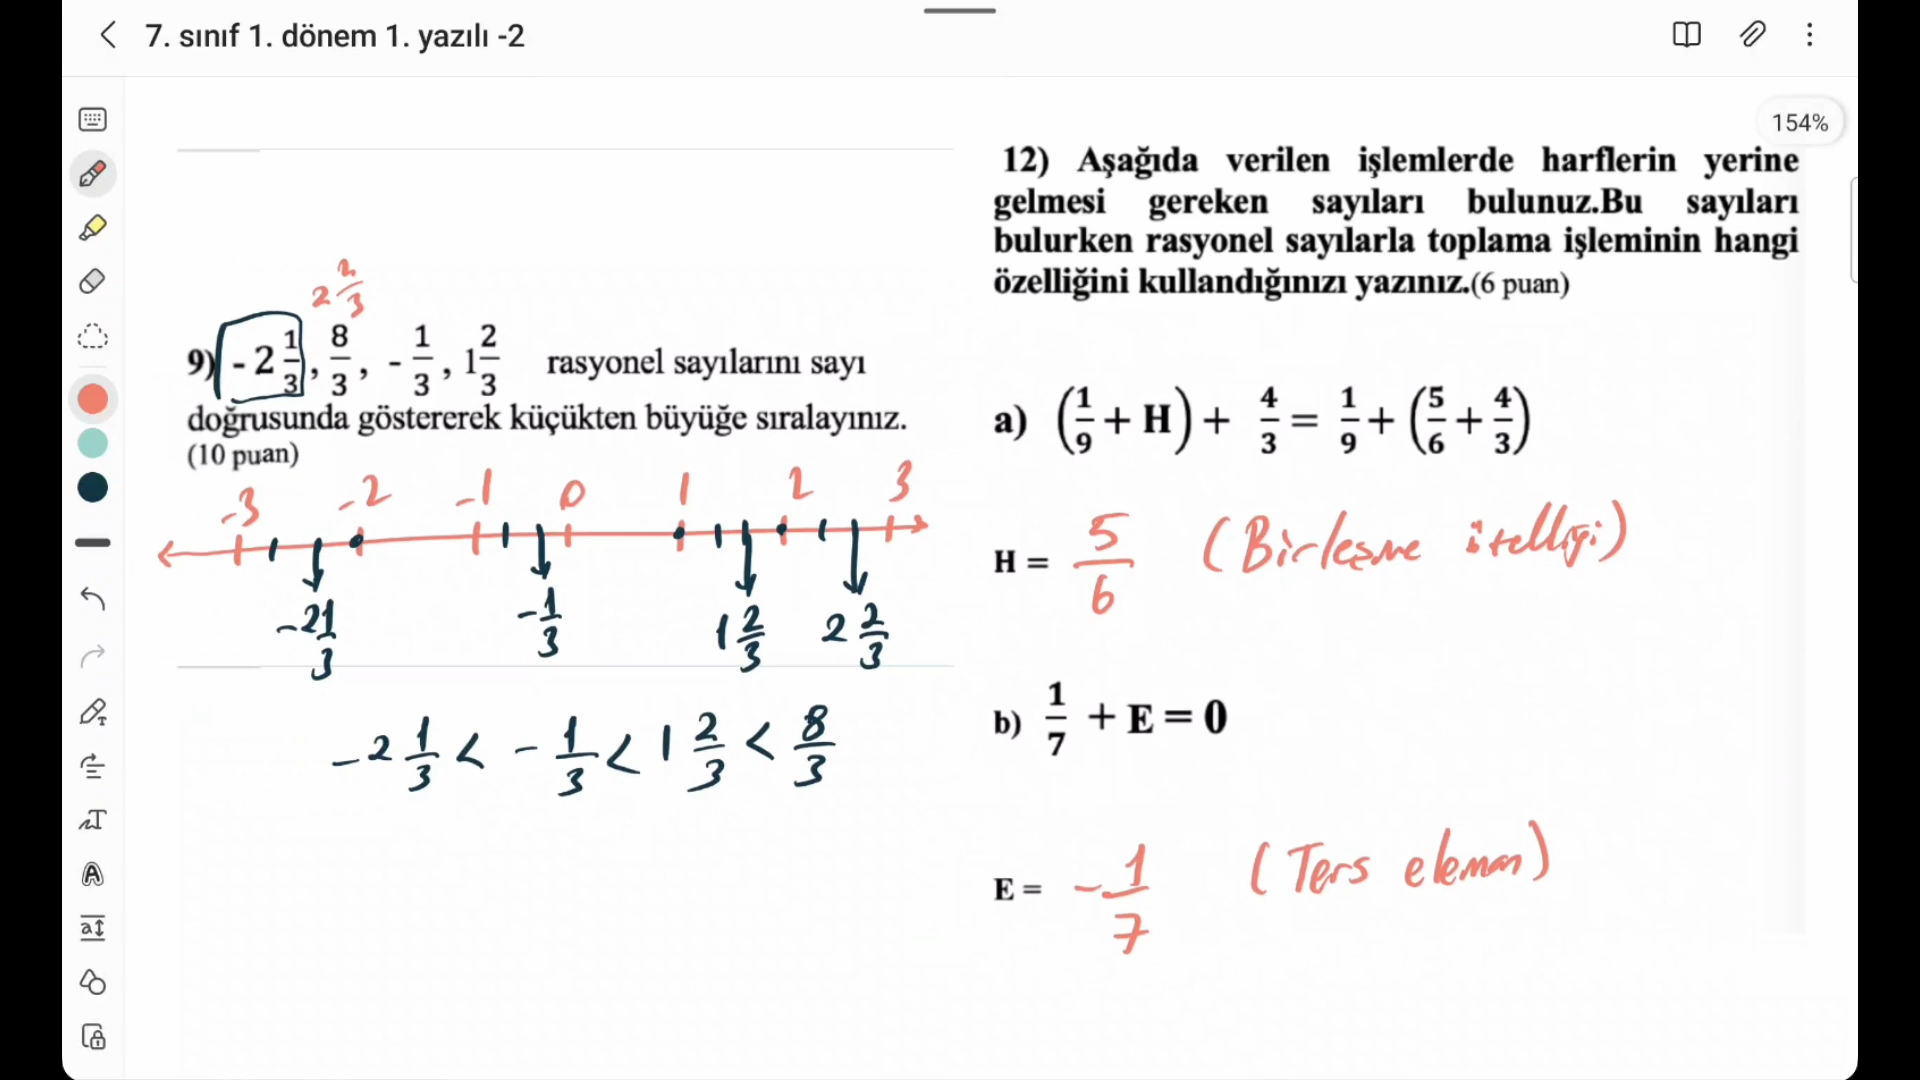 7. sınıf 1. dönem 1. yazılı -2
154%
2 2/3
9) - 2 1/3 , 8/3 , - 1/3 , 1 2/3 rasyonel sayılarını sayı
doğrusunda göstererek küçükten büyüğe sıralayınız.
(10 puan)
-3 -2 -1 0 1 2 3
-2 1/3 -1/3 1 2/3 2 2/3
-2 1/3 < - 1/3 < 1 2/3 < 8/3
12) Aşağıda verilen işlemlerde harflerin yerine
gelmesi gereken sayıları bulunuz.Bu sayıları
bulurken rasyonel sayılarla toplama işleminin hangi
özelliğini kullandığınızı yazınız.(6 puan)
a) (1/9 + H) + 4/3 = 1/9 + (5/6 + 4/3)
H = 5/6 (Birleşme özelliği)
b) 1/7 + E = 0
E = -1/7 (Ters eleman)